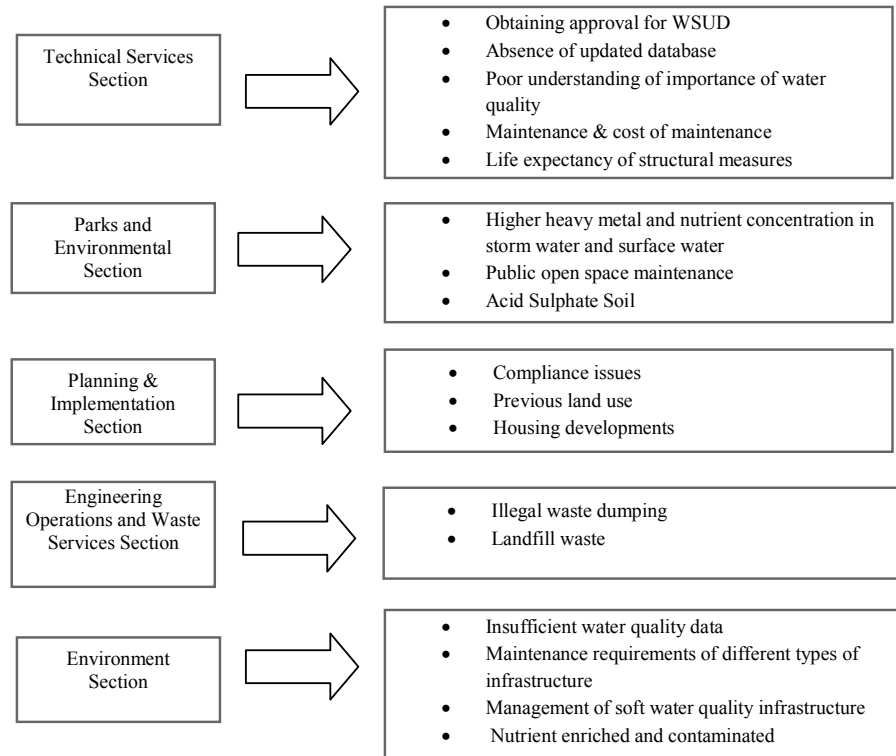 Technical Services
Section
• Obtaining approval for WSUD
• Absence of updated database
• Poor understanding of importance of water
quality
• Maintenance & cost of maintenance
• Life expectancy of structural measures
Parks and
Environmental
Section
• Higher heavy metal and nutrient concentration in
storm water and surface water
• Public open space maintenance
• Acid Sulphate Soil
Planning &
Implementation
Section
• Compliance issues
• Previous land use
• Housing developments
Engineering
Operations and Waste
Services Section
• Illegal waste dumping
• Landfill waste
Environment
Section
• Insufficient water quality data
• Maintenance requirements of different types of
infrastructure
• Management of soft water quality infrastructure
• Nutrient enriched and contaminated